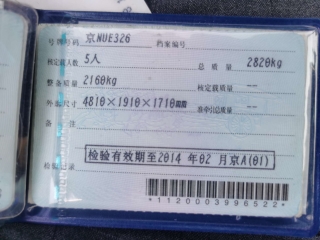 号牌号码 京NUE326 档案编号
核定载人数 5人 总质量 2820kg
整备质量 2160kg 核定载质量 --
外廓尺寸 4810×1910×1710mm 准牵引总质量 --
备注
检验记录 检验有效期至2014年02月京A(01)
*1120003996522*